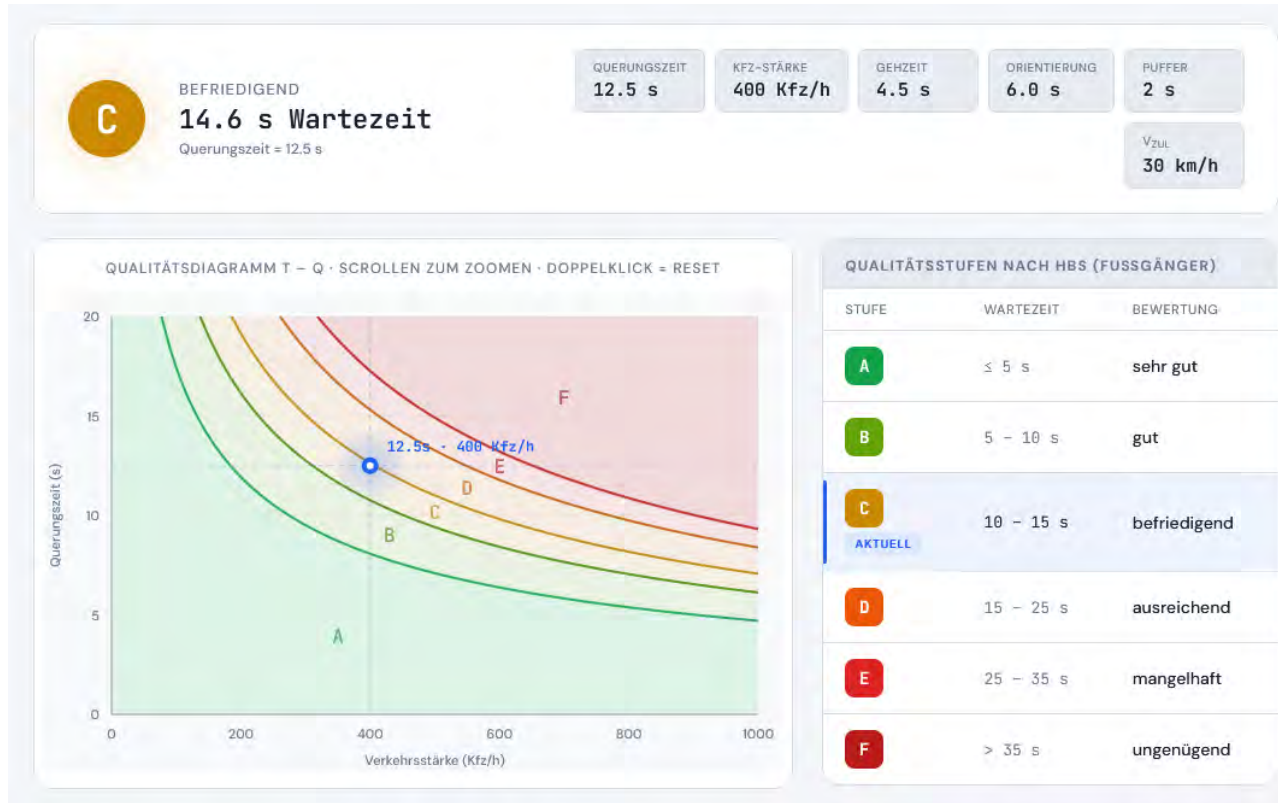 C
BEFRIEDIGEND
14.6 s Wartezeit
Querungszeit = 12.5 s
QUERUNGSZEIT
12.5 s
KFZ-STÄRKE
400 Kfz/h
GEHZEIT
4.5 s
ORIENTIERUNG
6.0 s
PUFFER
2 s
VZUL
30 km/h
QUALITÄTSDIAGRAMM T – Q · SCROLLEN ZUM ZOOMEN · DOPPELKLICK = RESET
20
15
10
5
0
Querungszeit (s)
F
12.5s · 400 Kfz/h
E
D
C
B
A
0 200 400 600 800 1000
Verkehrsstärke (Kfz/h)
QUALITÄTSSTUFEN NACH HBS (FUSSGÄNGER)
STUFE WARTEZEIT BEWERTUNG
A ≤ 5 s sehr gut
B 5 – 10 s gut
C 10 – 15 s befriedigend
AKTUELL
D 15 – 25 s ausreichend
E 25 – 35 s mangelhaft
F > 35 s ungenügend